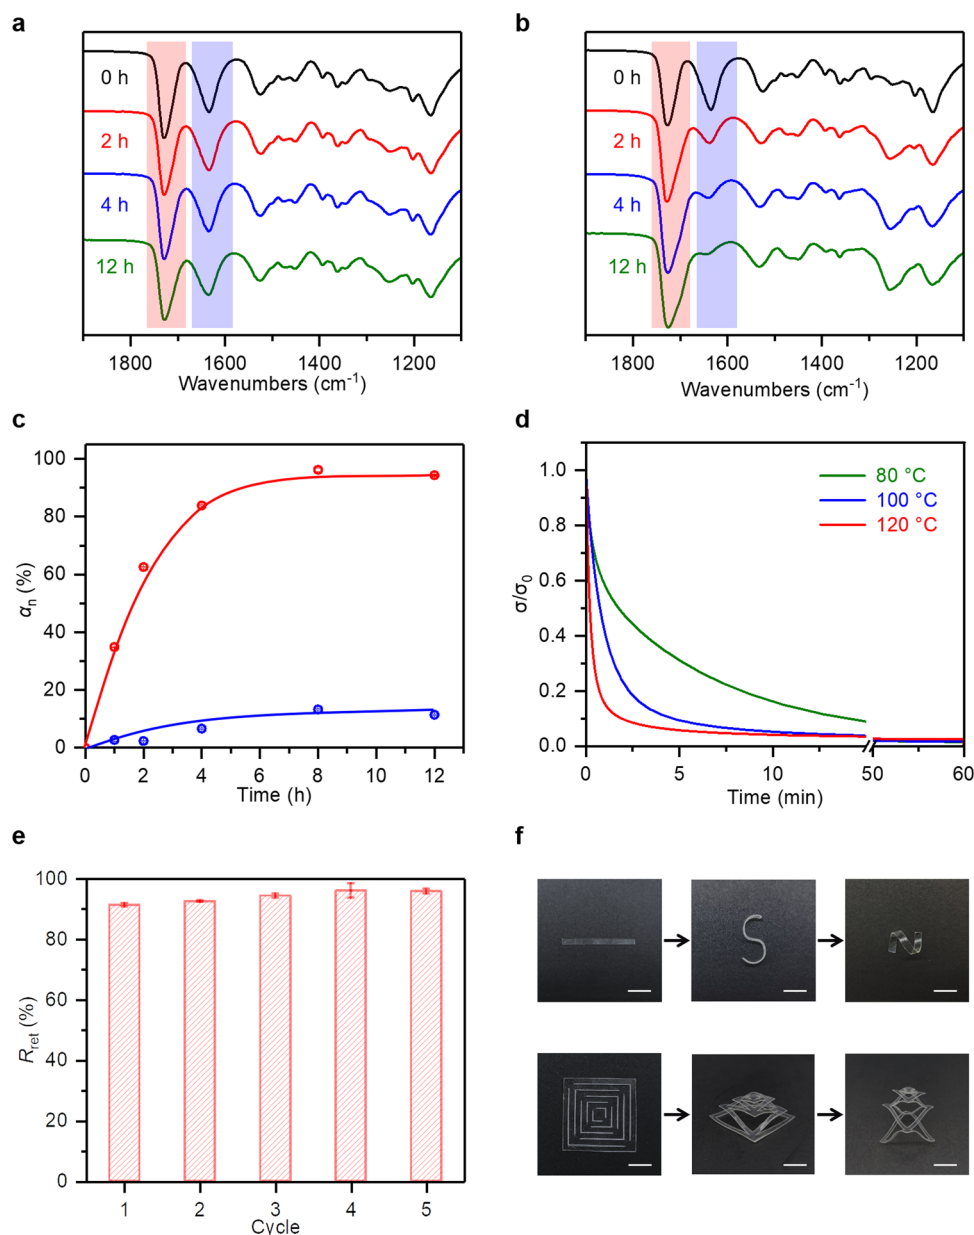 a
0 h
2 h
4 h
12 h
1800 1600 1400 1200
Wavenumbers (cm⁻¹)
b
0 h
2 h
4 h
12 h
1800 1600 1400 1200
Wavenumbers (cm⁻¹)
c
100
80
60
40
20
0
αn (%)
0 2 4 6 8 10 12
Time (h)
d
1.0
0.8
0.6
0.4
0.2
0.0
σ/σ0
80 °C
100 °C
120 °C
0 5 10 50 60
Time (min)
e
100
80
60
40
20
0
Rret (%)
1 2 3 4 5
Cycle
f